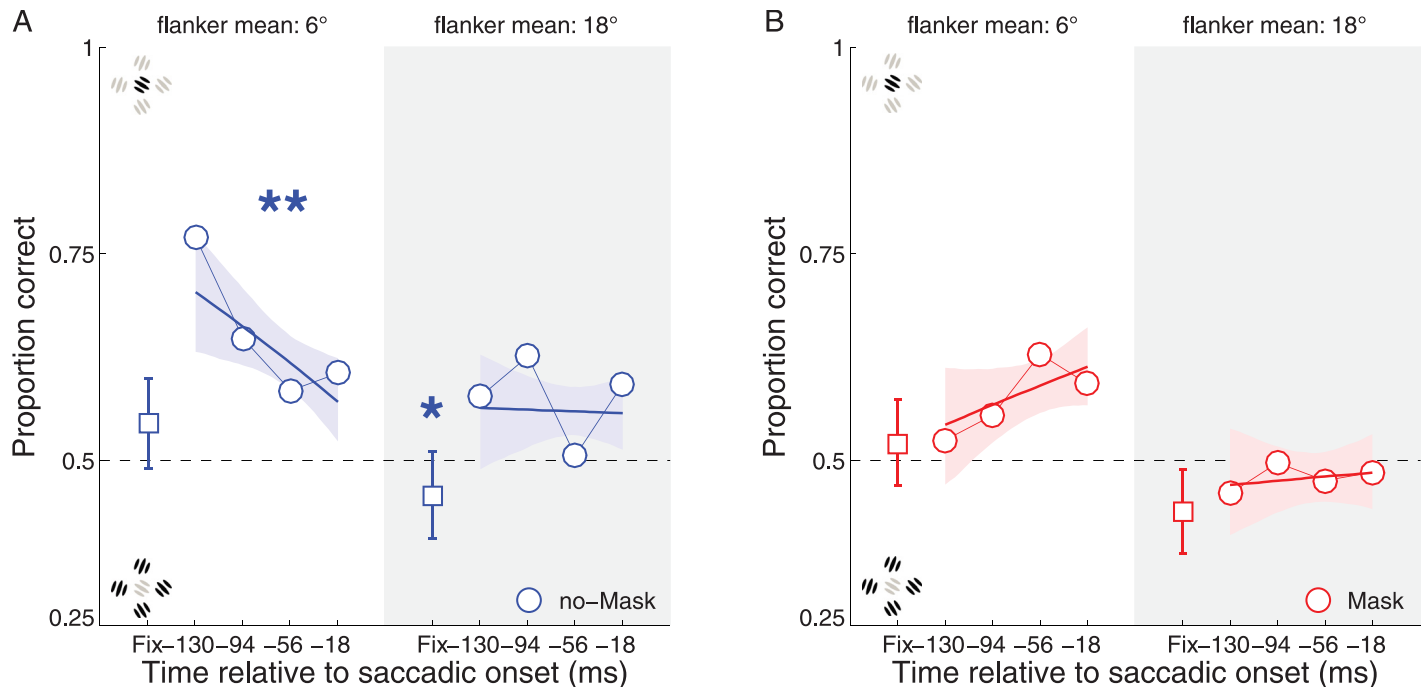 A
flanker mean: 6°
flanker mean: 18°
Proportion correct
1
0.75
0.5
0.25
**
*
no−Mask
Fix−130−94 −56 −18
Fix−130−94 −56 −18
Time relative to saccadic onset (ms)
B
flanker mean: 6°
flanker mean: 18°
Proportion correct
1
0.75
0.5
0.25
Mask
Fix−130−94 −56 −18
Fix−130−94 −56 −18
Time relative to saccadic onset (ms)